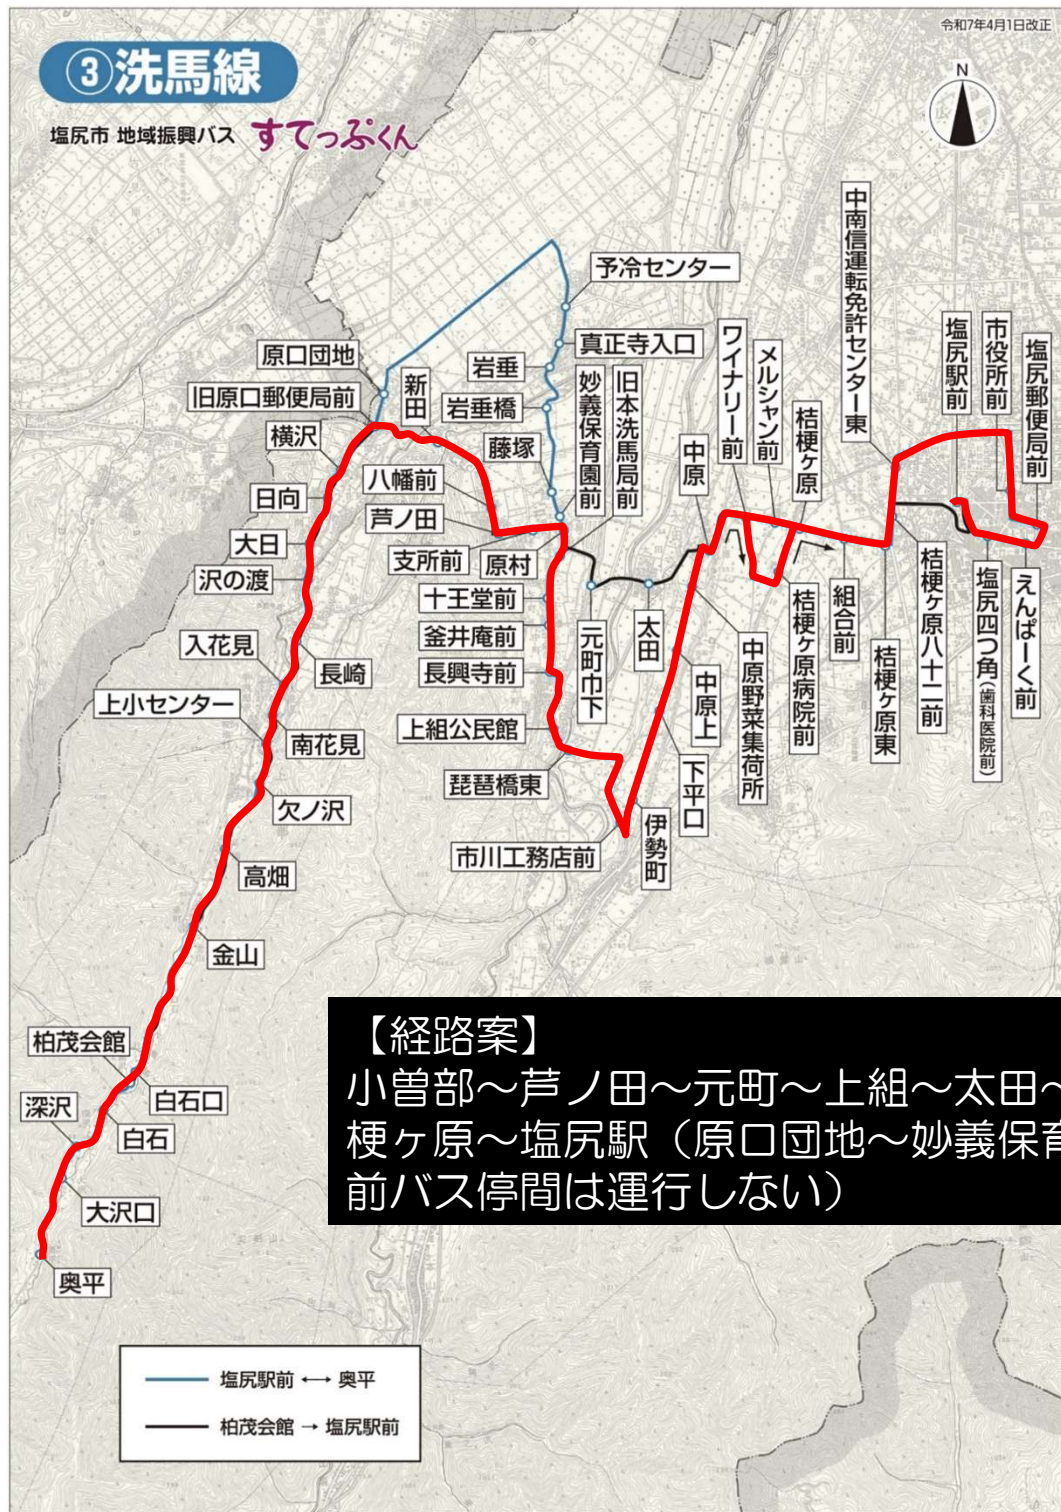 令和7年4月1日改正
③洗馬線
塩尻市 地域振興バス すてっぷくん
N
予冷センター
真正寺入口
岩垂
岩垂橋
藤塚
妙義保育園前
旧本洗馬局前
原口団地
旧原口郵便局前
新田
横沢
八幡前
日向
芦ノ田
大日
支所前
原村
沢の渡
十王堂前
釜井庵前
入花見
長崎
長興寺前
上小センター
南花見
上組公民館
欠ノ沢
琵琶橋東
高畑
市川工務店前
金山
元町巾下
太田
中原
ワイナリー前
メルシャン前
桔梗ヶ原
中南信運転免許センター東
塩尻駅前
市役所前
塩尻郵便局前
伊勢町
下平口
中原上
中原野菜集荷所
桔梗ヶ原病院前
組合前
桔梗ヶ原東
桔梗ヶ原八十二前
塩尻四つ角(歯科医院前)
えんぱーく前
【経路案】
小曽部～芦ノ田～元町～上組～太田～
梗ヶ原～塩尻駅（原口団地～妙義保育
前バス停間は運行しない）
柏茂会館
白石口
深沢
白石
大沢口
奥平
塩尻駅前 ⟷ 奥平
柏茂会館 → 塩尻駅前